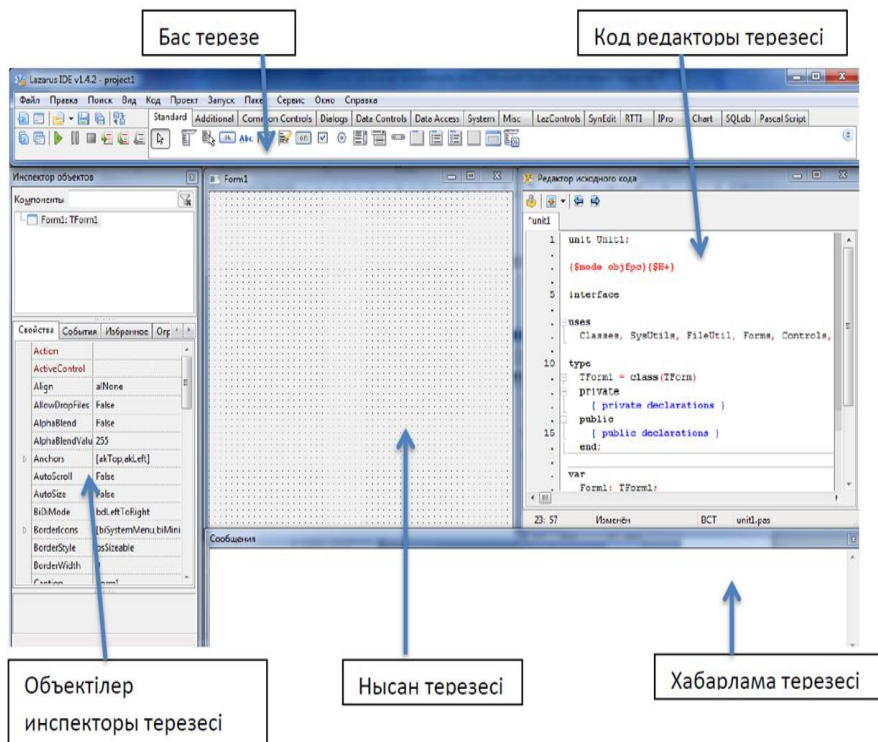 Бас терезе
Код редакторы терезесі
Lazarus IDE v1.4.2 - project1
Файл Правка Поиск Вид Код Проект Запуск Пакет Сервис Окно Справка
Standard Additional Common Controls Dialogs Data Controls Data Access System Misc LazControls SynEdit RTTI IPro Chart SQLdb Pascal Script
Abc
Инспектор объектов
Компоненты
Form1: TForm1
Свойства События Избранное Огр
Action
ActiveControl
Align alNone
AllowDropFiles False
AlphaBlend False
AlphaBlendValu 255
Anchors [akTop,akLeft]
AutoScroll False
AutoSize False
BiDiMode bdLeftToRight
BorderIcons [biSystemMenu,biMini
BorderStyle bsSizeable
BorderWidth
Caption Form1
Form1
Редактор исходного кода
*unit1
1 unit Unit1;
.
. {$mode objfpc}{$H+}
.
5 interface
.
. uses
. Classes, SysUtils, FileUtil, Forms, Controls,
.
10 type
. TForm1 = class(TForm)
. private
. { private declarations }
. public
15 { public declarations }
. end;
.
. var
. Form1: TForm1;
23: 57 Изменён ВСТ unit1.pas
Сообщения
Объектілер
инспекторы терезесі
Нысан терезесі
Хабарлама терезесі